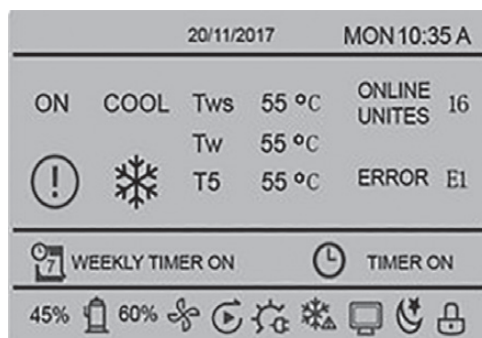 20/11/2017 MON 10:35 A
ON COOL Tws 55 °C ONLINE UNITES 16
Tw 55 °C
T5 55 °C ERROR E1
7 WEEKLY TIMER ON TIMER ON
45% 60%